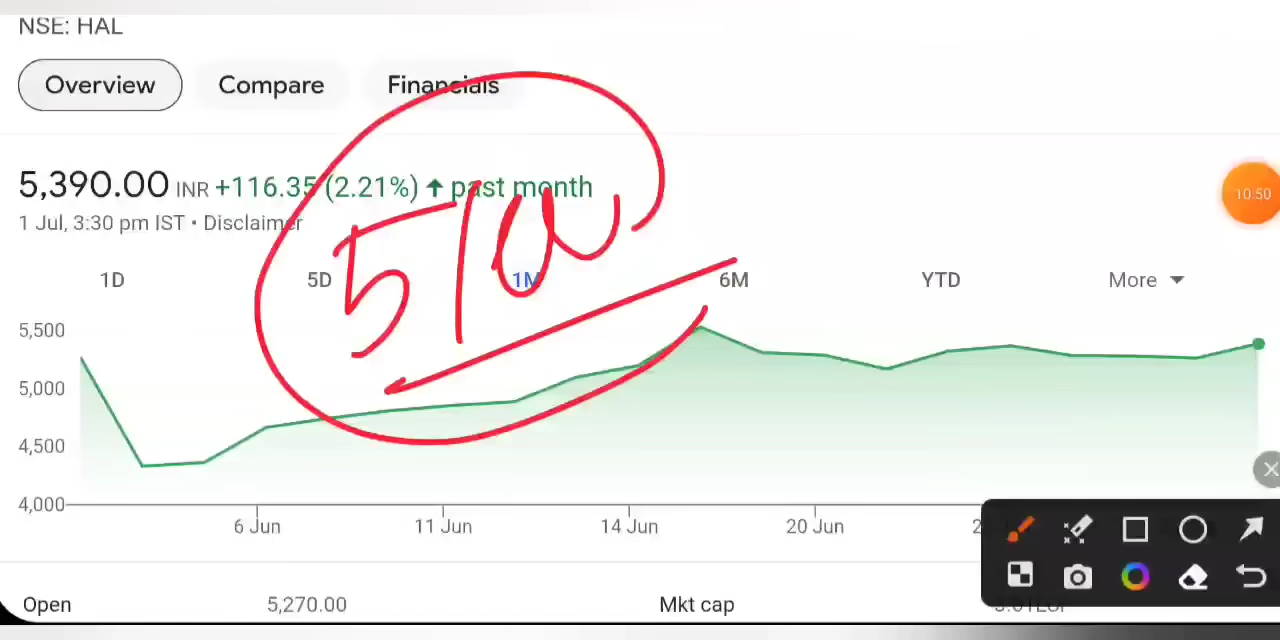 NSE: HAL
Overview Compare Financials
5,390.00 INR +116.35 (2.21%) ↑ past month
1 Jul, 3:30 pm IST • Disclaimer
10:50
5100
1D 5D 1M 6M YTD More
5,500
5,000
4,500
4,000
6 Jun 11 Jun 14 Jun 20 Jun
Open 5,270.00 Mkt cap